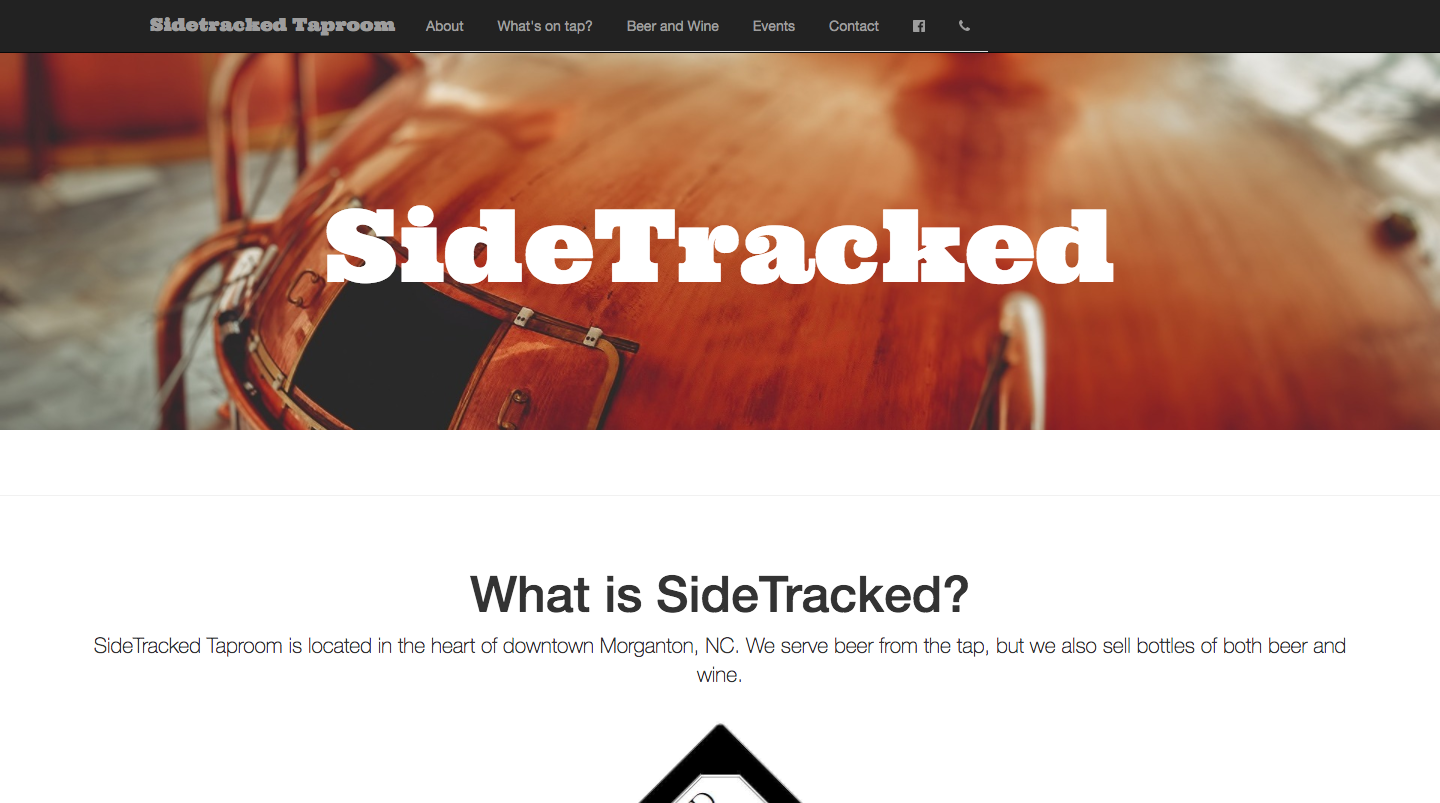 Sidetracked Taproom About What's on tap? Beer and Wine Events Contact
SideTracked
What is SideTracked?
SideTracked Taproom is located in the heart of downtown Morganton, NC. We serve beer from the tap, but we also sell bottles of both beer and
wine.